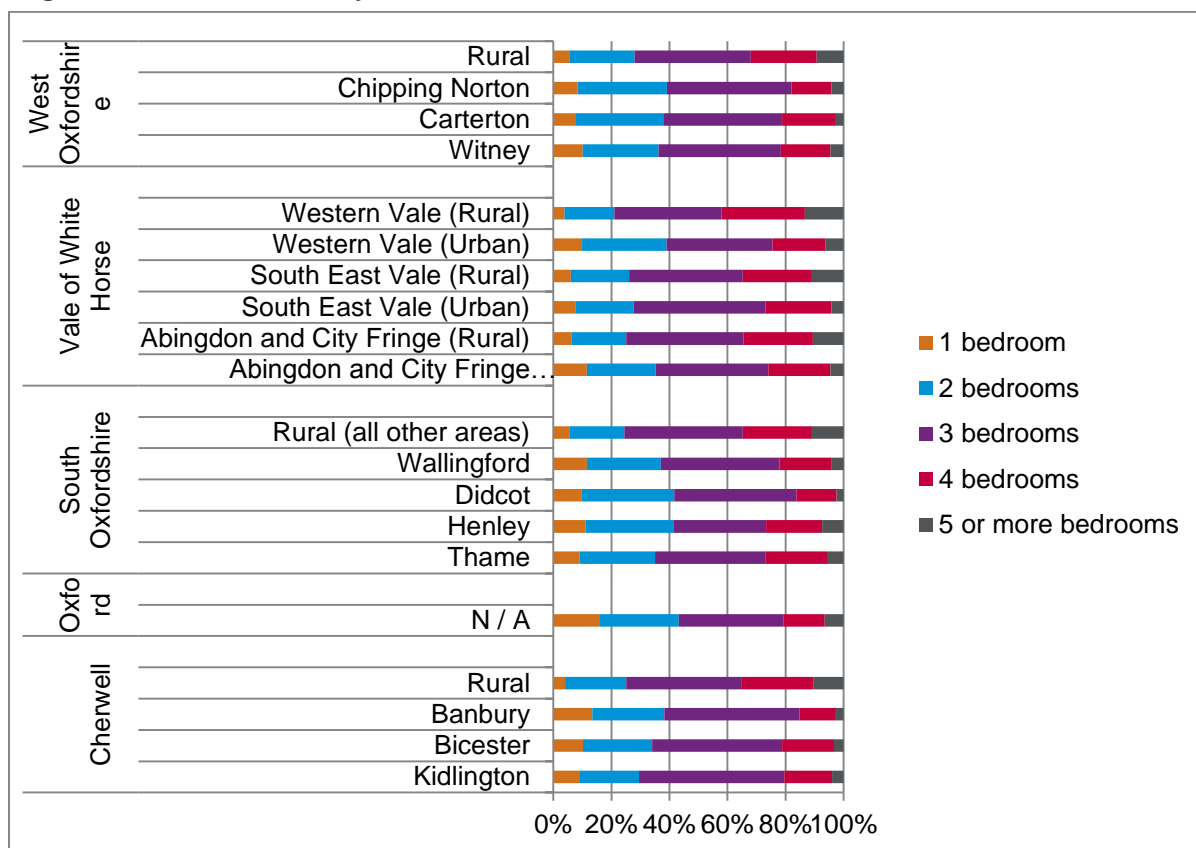 West
Oxfordshir
e
Rural
Chipping Norton
Carterton
Witney
Vale of White
Horse
Western Vale (Rural)
Western Vale (Urban)
South East Vale (Rural)
South East Vale (Urban)
Abingdon and City Fringe (Rural)
Abingdon and City Fringe…
South
Oxfordshire
Rural (all other areas)
Wallingford
Didcot
Henley
Thame
Oxfo
rd
N / A
Cherwell
Rural
Banbury
Bicester
Kidlington
0% 20% 40% 60% 80% 100%
1 bedroom
2 bedrooms
3 bedrooms
4 bedrooms
5 or more bedrooms